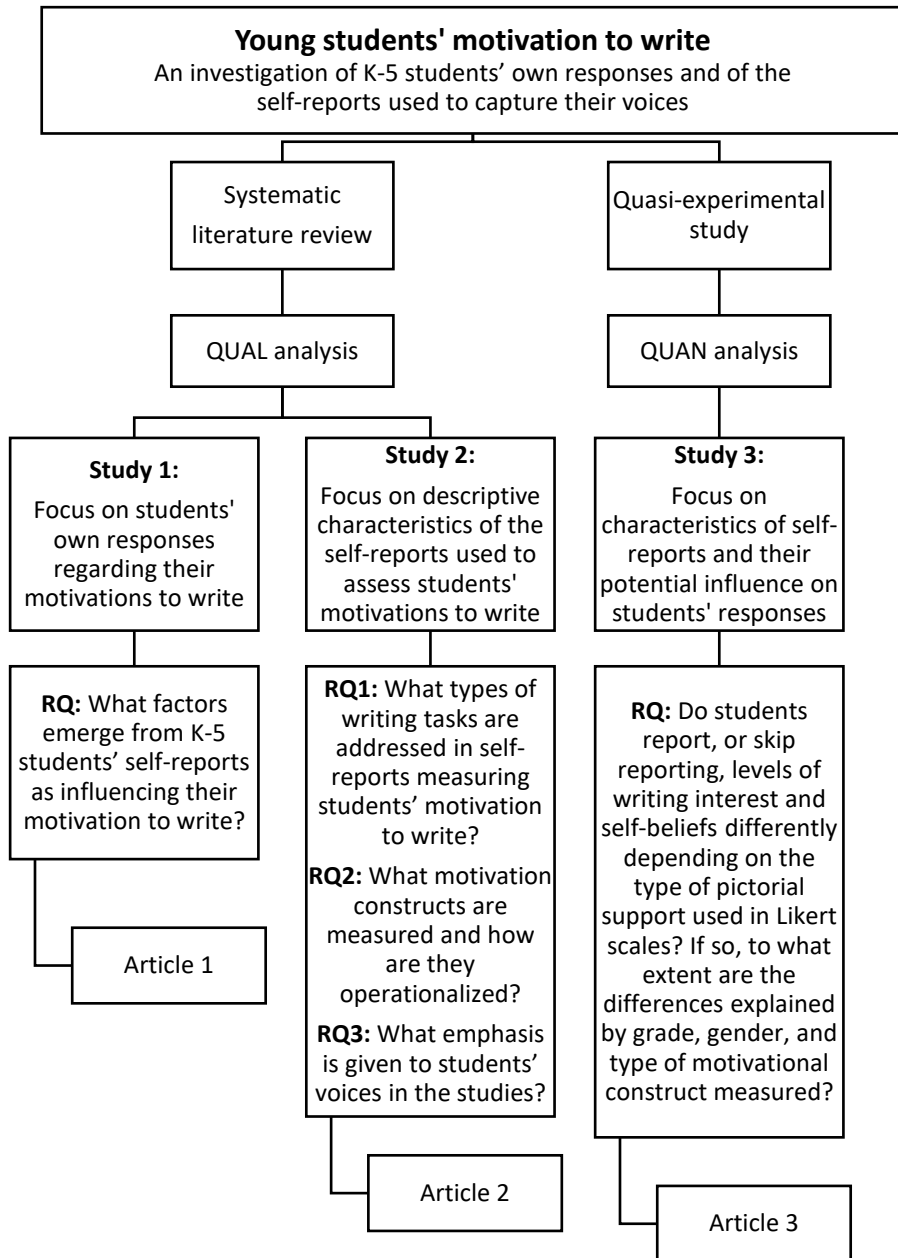 Young students' motivation to write
An investigation of K-5 students’ own responses and of the
self-reports used to capture their voices
Systematic
literature review
Quasi-experimental
study
QUAL analysis
QUAN analysis
Study 1:
Focus on students'
own responses
regarding their
motivations to write
Study 2:
Focus on descriptive
characteristics of the
self-reports used to
assess students'
motivations to write
Study 3:
Focus on
characteristics of self-
reports and their
potential influence on
students' responses
RQ: What factors
emerge from K-5
students’ self-reports
as influencing their
motivation to write?
RQ1: What types of
writing tasks are
addressed in self-
reports measuring
students’ motivation
to write?
RQ2: What motivation
constructs are
measured and how
are they
operationalized?
RQ3: What emphasis
is given to students’
voices in the studies?
RQ: Do students
report, or skip
reporting, levels of
writing interest and
self-beliefs differently
depending on the
type of pictorial
support used in Likert
scales? If so, to what
extent are the
differences explained
by grade, gender, and
type of motivational
construct measured?
Article 1
Article 2
Article 3